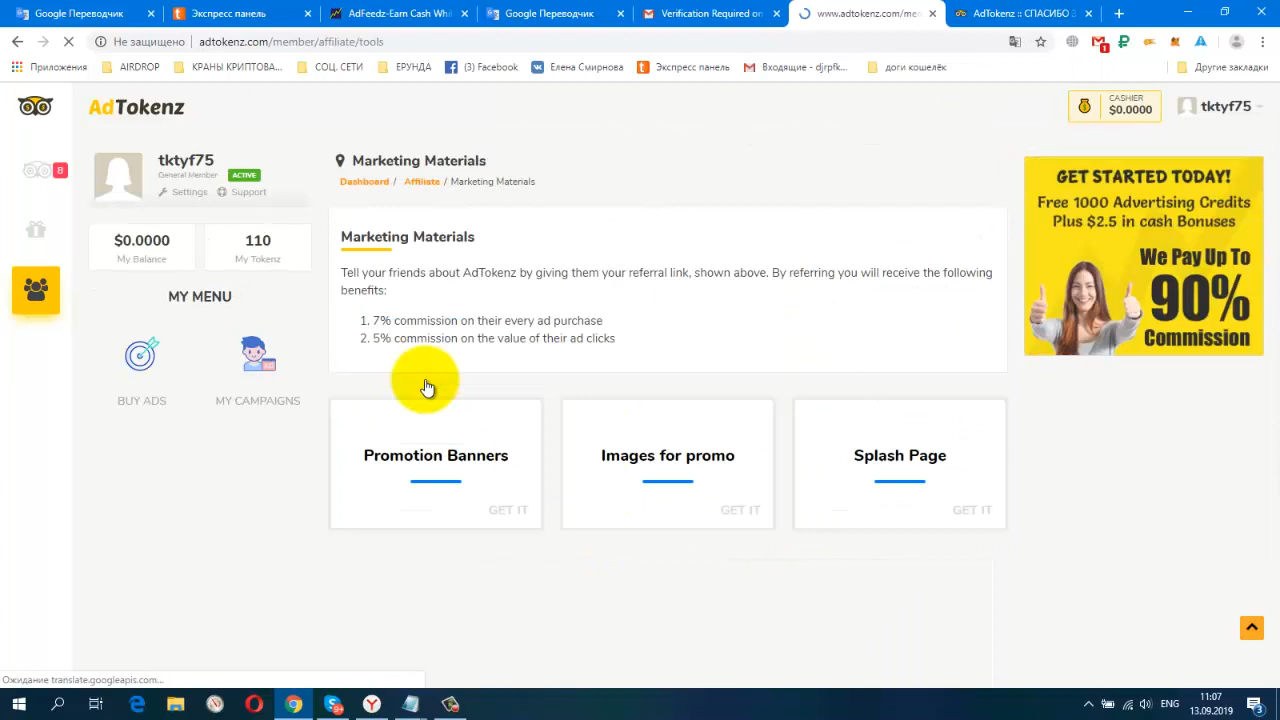 Google Переводчик
Экспресс панель
AdFeedz-Earn Cash Whi
Google Переводчик
Verification Required on
www.adtokenz.com/mem
AdTokenz :: СПАСИБО З
Не защищено
adtokenz.com/member/affiliate/tools
Приложения
AIRDROP
КРАНЫ КРИПТОВА...
СОЦ. СЕТИ
ЕРУНДА
(3) Facebook
Елена Смирнова
Экспресс панель
Входящие - djrpfk...
доги кошелёк
Другие закладки
AdTokenz
CASHIER
$0.0000
tktyf75
8
tktyf75
General Member
ACTIVE
Settings
Support
$0.0000
My Balance
110
My Tokenz
MY MENU
BUY ADS
MY CAMPAIGNS
Marketing Materials
Dashboard / Affiliate / Marketing Materials
Marketing Materials
Tell your friends about AdTokenz by giving them your referral link, shown above. By referring you will receive the following
benefits:
1. 7% commission on their every ad purchase
2. 5% commission on the value of their ad clicks
Promotion Banners
GET IT
Images for promo
GET IT
Splash Page
GET IT
GET STARTED TODAY!
Free 1000 Advertising Credits
Plus $2.5 in cash Bonuses
We Pay Up To
90%
Commission
Ожидание translate.googleapis.com...
ENG
11:07
13.09.2019
3